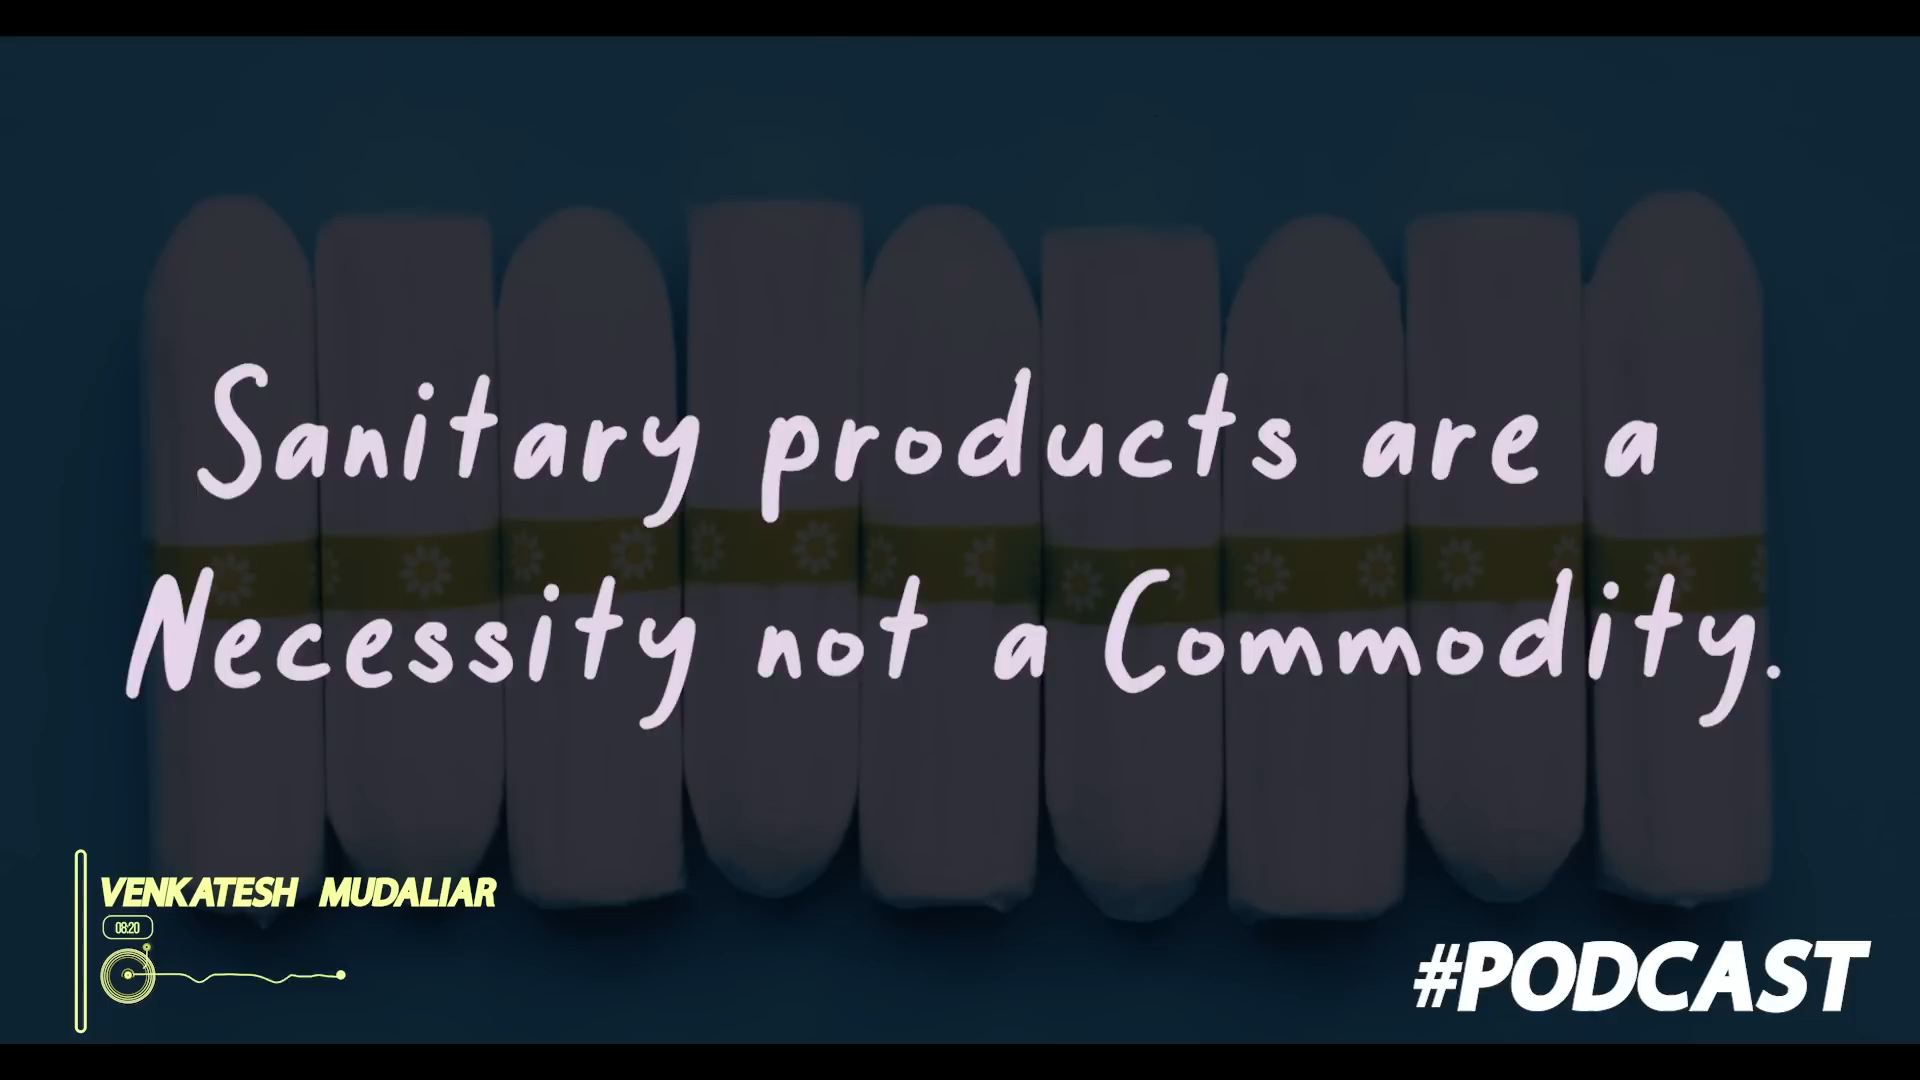 Sanitary products are a
Necessity not a Commodity.
VENKATESH MUDALIAR
08:20
#PODCAST